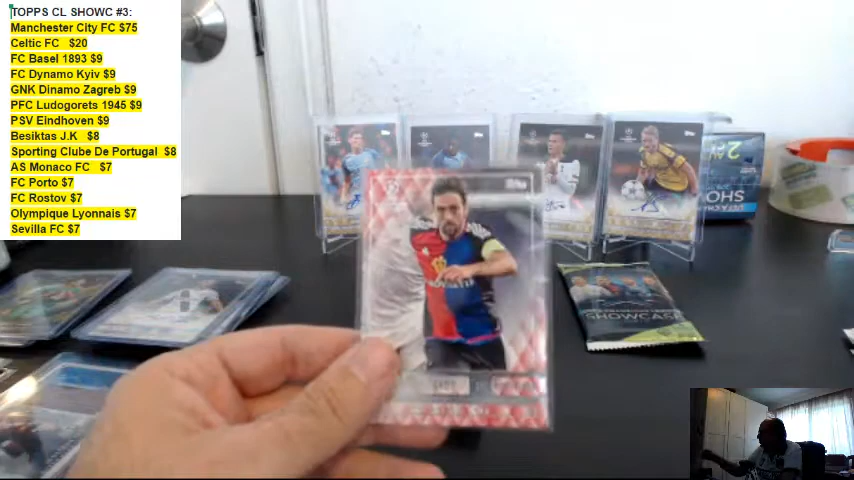 TOPPS CL SHOWC #3:
Manchester City FC $75
Celtic FC $20
FC Basel 1893 $9
FC Dynamo Kyiv $9
GNK Dinamo Zagreb $9
PFC Ludogorets 1945 $9
PSV Eindhoven $9
Besiktas J.K $8
Sporting Clube De Portugal $8
AS Monaco FC $7
FC Porto $7
FC Rostov $7
Olympique Lyonnais $7
Sevilla FC $7
topps
SHOWCASE